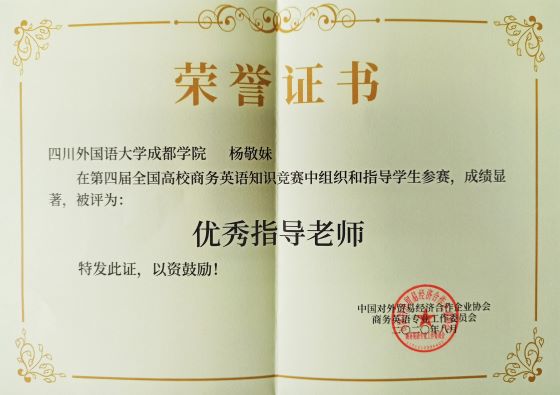 荣誉证书
四川外国语大学成都学院 杨敬妹
在第四届全国高校商务英语知识竞赛中组织和指导学生参赛，成绩显
著，被评为：
优秀指导老师
特发此证，以资鼓励！
中国对外贸易经济合作企业协会
商务英语专业工作委员会
二〇二〇年八月